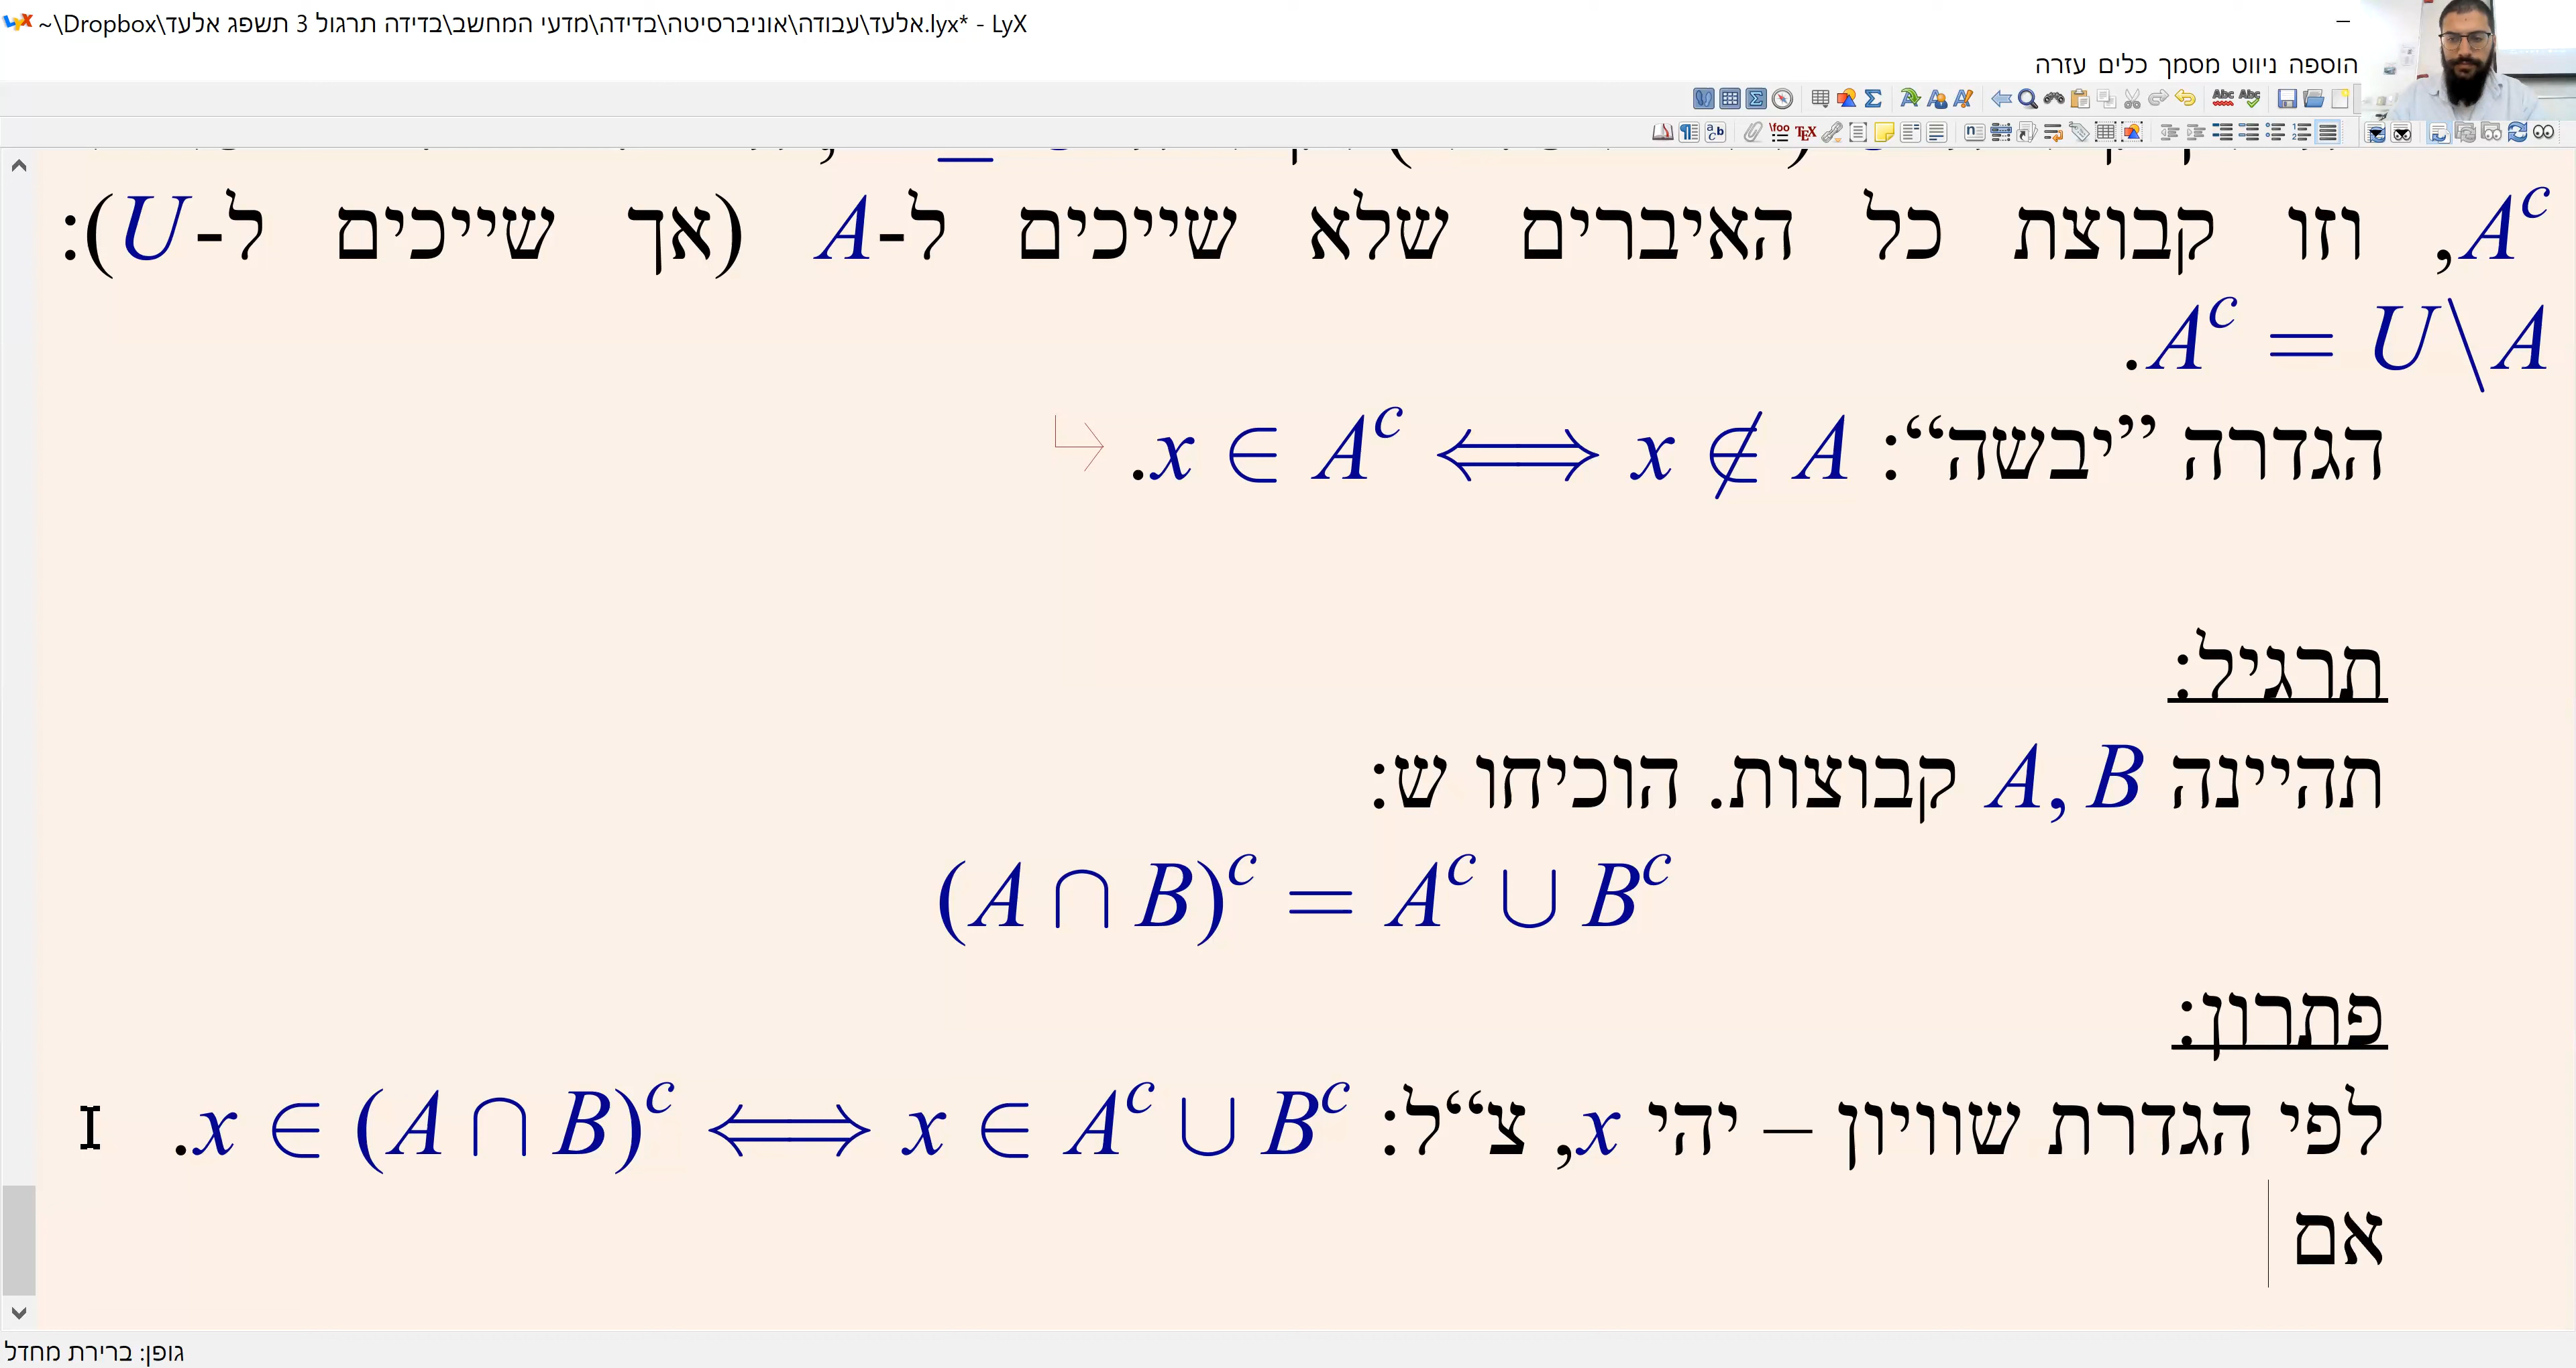 ~\Dropbox\אלעד\עבודה\אוניברסיטה\בדידה\מדעי המחשב\בדידה תרגול 3 תשפג אלעד.lyx* - LyX
הוספה ניווט מסמך כלים עזרה
A^c, וזו קבוצת כל האיברים שלא שייכים ל-A (אך שייכים ל-U):
A^c = U\A.
הגדרה ”יבשה“: x ∈ A^c ⟺ x ∉ A.
תרגיל:
תהיינה A, B קבוצות. הוכיחו ש:
(A ∩ B)^c = A^c ∪ B^c
פתרון:
לפי הגדרת שוויון – יהי x, צ“ל: x ∈ (A ∩ B)^c ⟺ x ∈ A^c ∪ B^c.
אם
גופן: ברירת מחדל